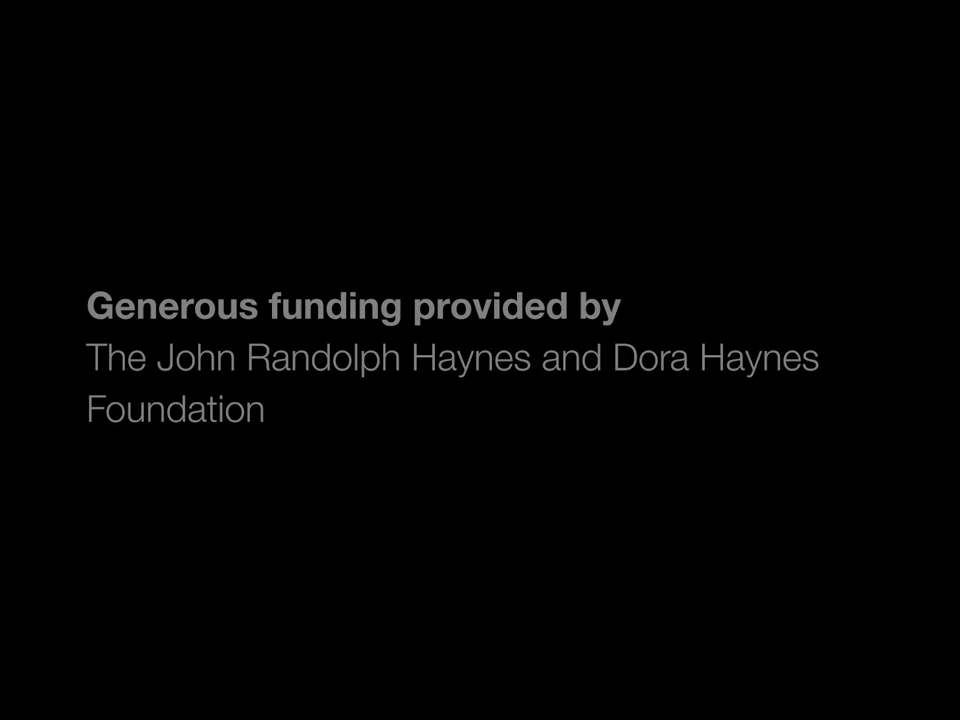 Generous funding provided by
The John Randolph Haynes and Dora Haynes
Foundation